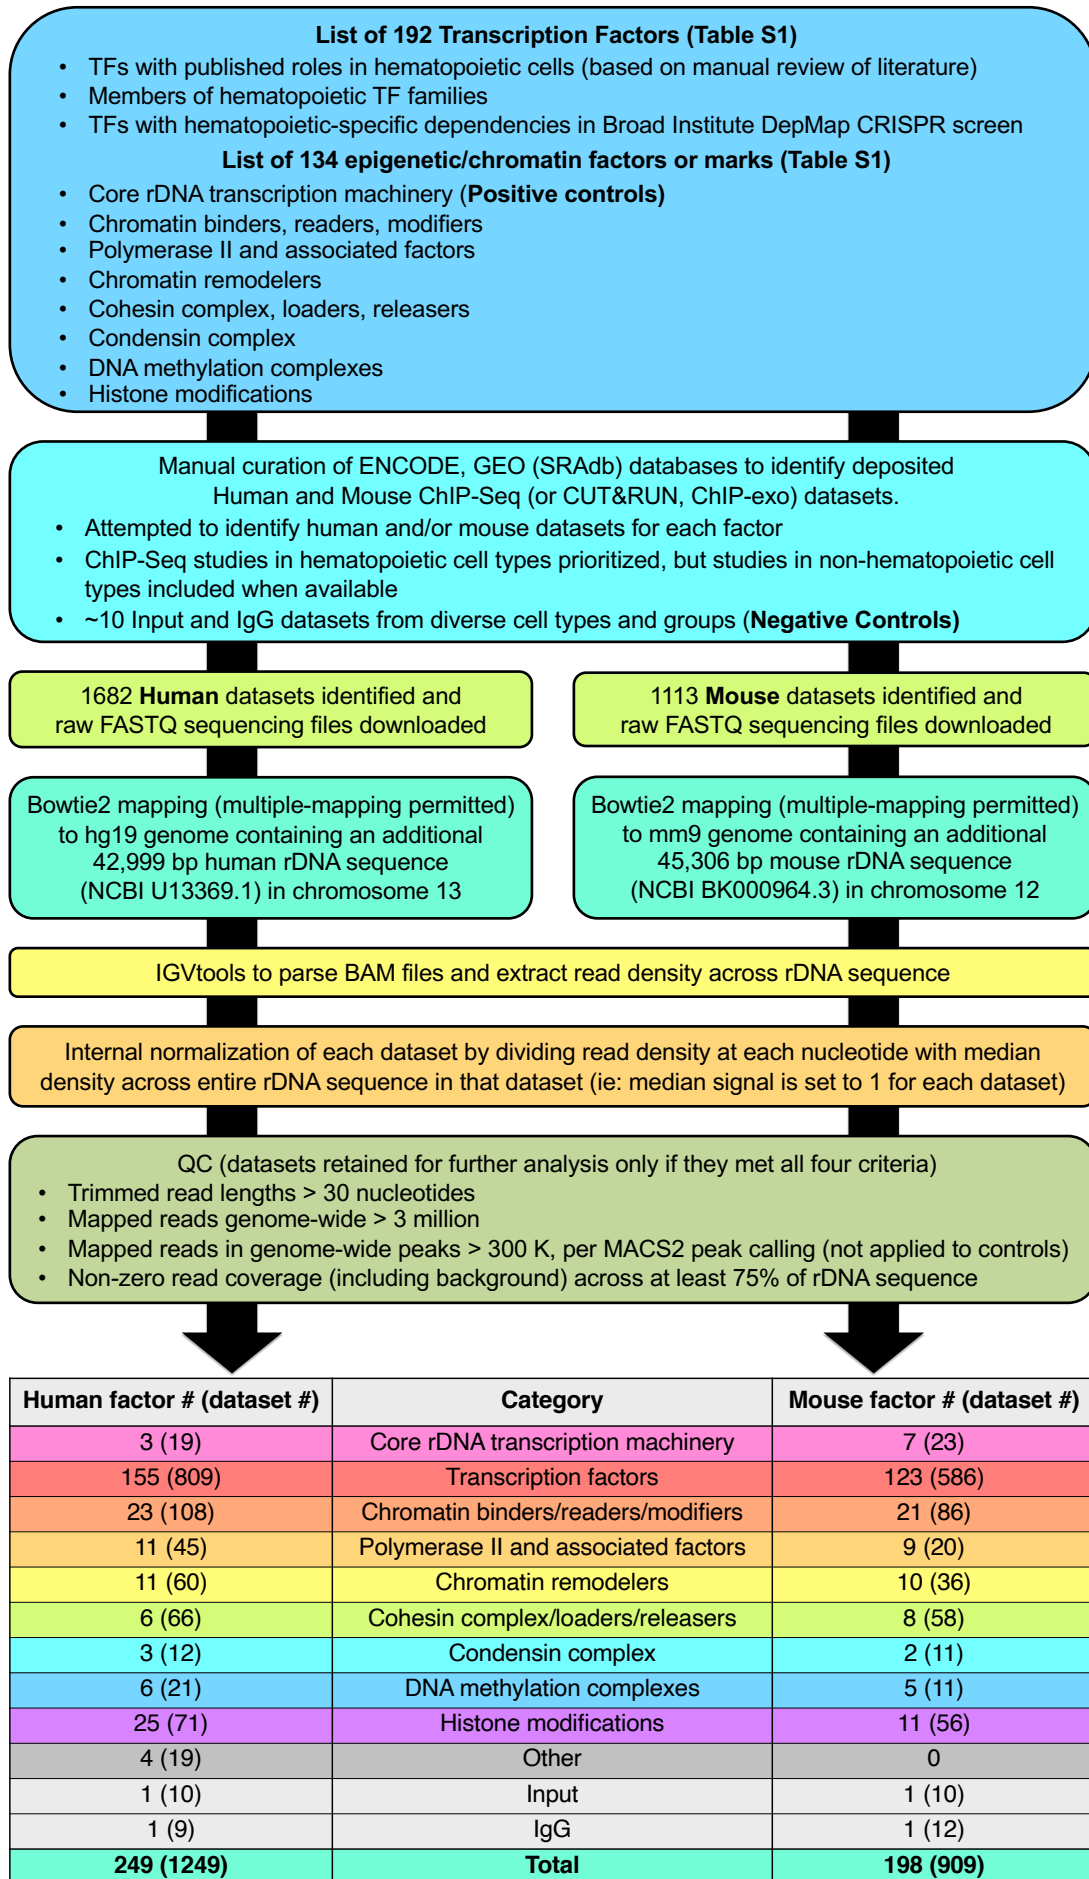 List of 192 Transcription Factors (Table S1)
• TFs with published roles in hematopoietic cells (based on manual review of literature)
• Members of hematopoietic TF families
• TFs with hematopoietic-specific dependencies in Broad Institute DepMap CRISPR screen
List of 134 epigenetic/chromatin factors or marks (Table S1)
• Core rDNA transcription machinery (Positive controls)
• Chromatin binders, readers, modifiers
• Polymerase II and associated factors
• Chromatin remodelers
• Cohesin complex, loaders, releasers
• Condensin complex
• DNA methylation complexes
• Histone modifications
Manual curation of ENCODE, GEO (SRAdb) databases to identify deposited
Human and Mouse ChIP-Seq (or CUT&RUN, ChIP-exo) datasets.
• Attempted to identify human and/or mouse datasets for each factor
• ChIP-Seq studies in hematopoietic cell types prioritized, but studies in non-hematopoietic cell
types included when available
• ~10 Input and IgG datasets from diverse cell types and groups (Negative Controls)
1682 Human datasets identified and
raw FASTQ sequencing files downloaded
1113 Mouse datasets identified and
raw FASTQ sequencing files downloaded
Bowtie2 mapping (multiple-mapping permitted)
to hg19 genome containing an additional
42,999 bp human rDNA sequence
(NCBI U13369.1) in chromosome 13
Bowtie2 mapping (multiple-mapping permitted)
to mm9 genome containing an additional
45,306 bp mouse rDNA sequence
(NCBI BK000964.3) in chromosome 12
IGVtools to parse BAM files and extract read density across rDNA sequence
Internal normalization of each dataset by dividing read density at each nucleotide with median
density across entire rDNA sequence in that dataset (ie: median signal is set to 1 for each dataset)
QC (datasets retained for further analysis only if they met all four criteria)
• Trimmed read lengths > 30 nucleotides
• Mapped reads genome-wide > 3 million
• Mapped reads in genome-wide peaks > 300 K, per MACS2 peak calling (not applied to controls)
• Non-zero read coverage (including background) across at least 75% of rDNA sequence
Human factor # (dataset #) Category Mouse factor # (dataset #)
3 (19) Core rDNA transcription machinery 7 (23)
155 (809) Transcription factors 123 (586)
23 (108) Chromatin binders/readers/modifiers 21 (86)
11 (45) Polymerase II and associated factors 9 (20)
11 (60) Chromatin remodelers 10 (36)
6 (66) Cohesin complex/loaders/releasers 8 (58)
3 (12) Condensin complex 2 (11)
6 (21) DNA methylation complexes 5 (11)
25 (71) Histone modifications 11 (56)
4 (19) Other 0
1 (10) Input 1 (10)
1 (9) IgG 1 (12)
249 (1249) Total 198 (909)